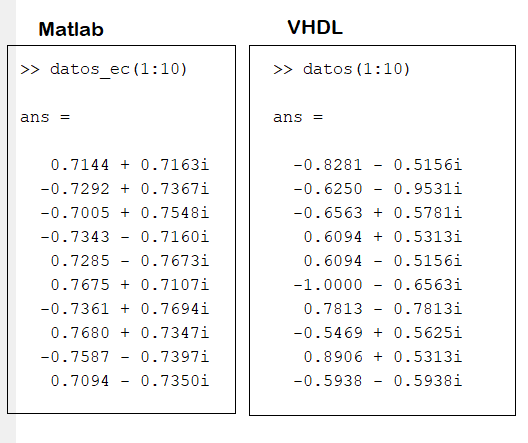 Matlab
>> datos_ec(1:10)
ans =
0.7144 + 0.7163i
-0.7292 + 0.7367i
-0.7005 + 0.7548i
-0.7343 - 0.7160i
0.7285 - 0.7673i
0.7675 + 0.7107i
-0.7361 + 0.7694i
0.7680 + 0.7347i
-0.7587 - 0.7397i
0.7094 - 0.7350i
VHDL
>> datos(1:10)
ans =
-0.8281 - 0.5156i
-0.6250 - 0.9531i
-0.6563 + 0.5781i
0.6094 + 0.5313i
0.6094 - 0.5156i
-1.0000 - 0.6563i
0.7813 - 0.7813i
-0.5469 + 0.5625i
0.8906 + 0.5313i
-0.5938 - 0.5938i